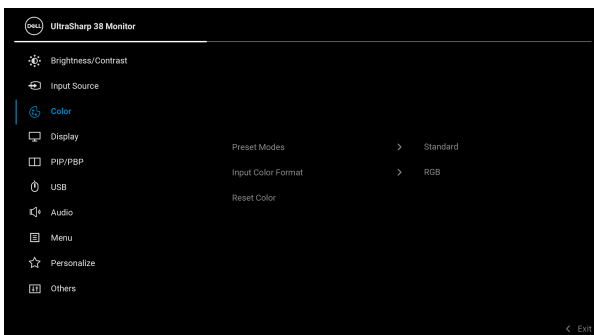 DELL UltraSharp 38 Monitor
Brightness/Contrast
Input Source
Color
Display
Preset Modes Standard
PIP/PBP
Input Color Format RGB
USB
Reset Color
Audio
Menu
Personalize
Others
Exit